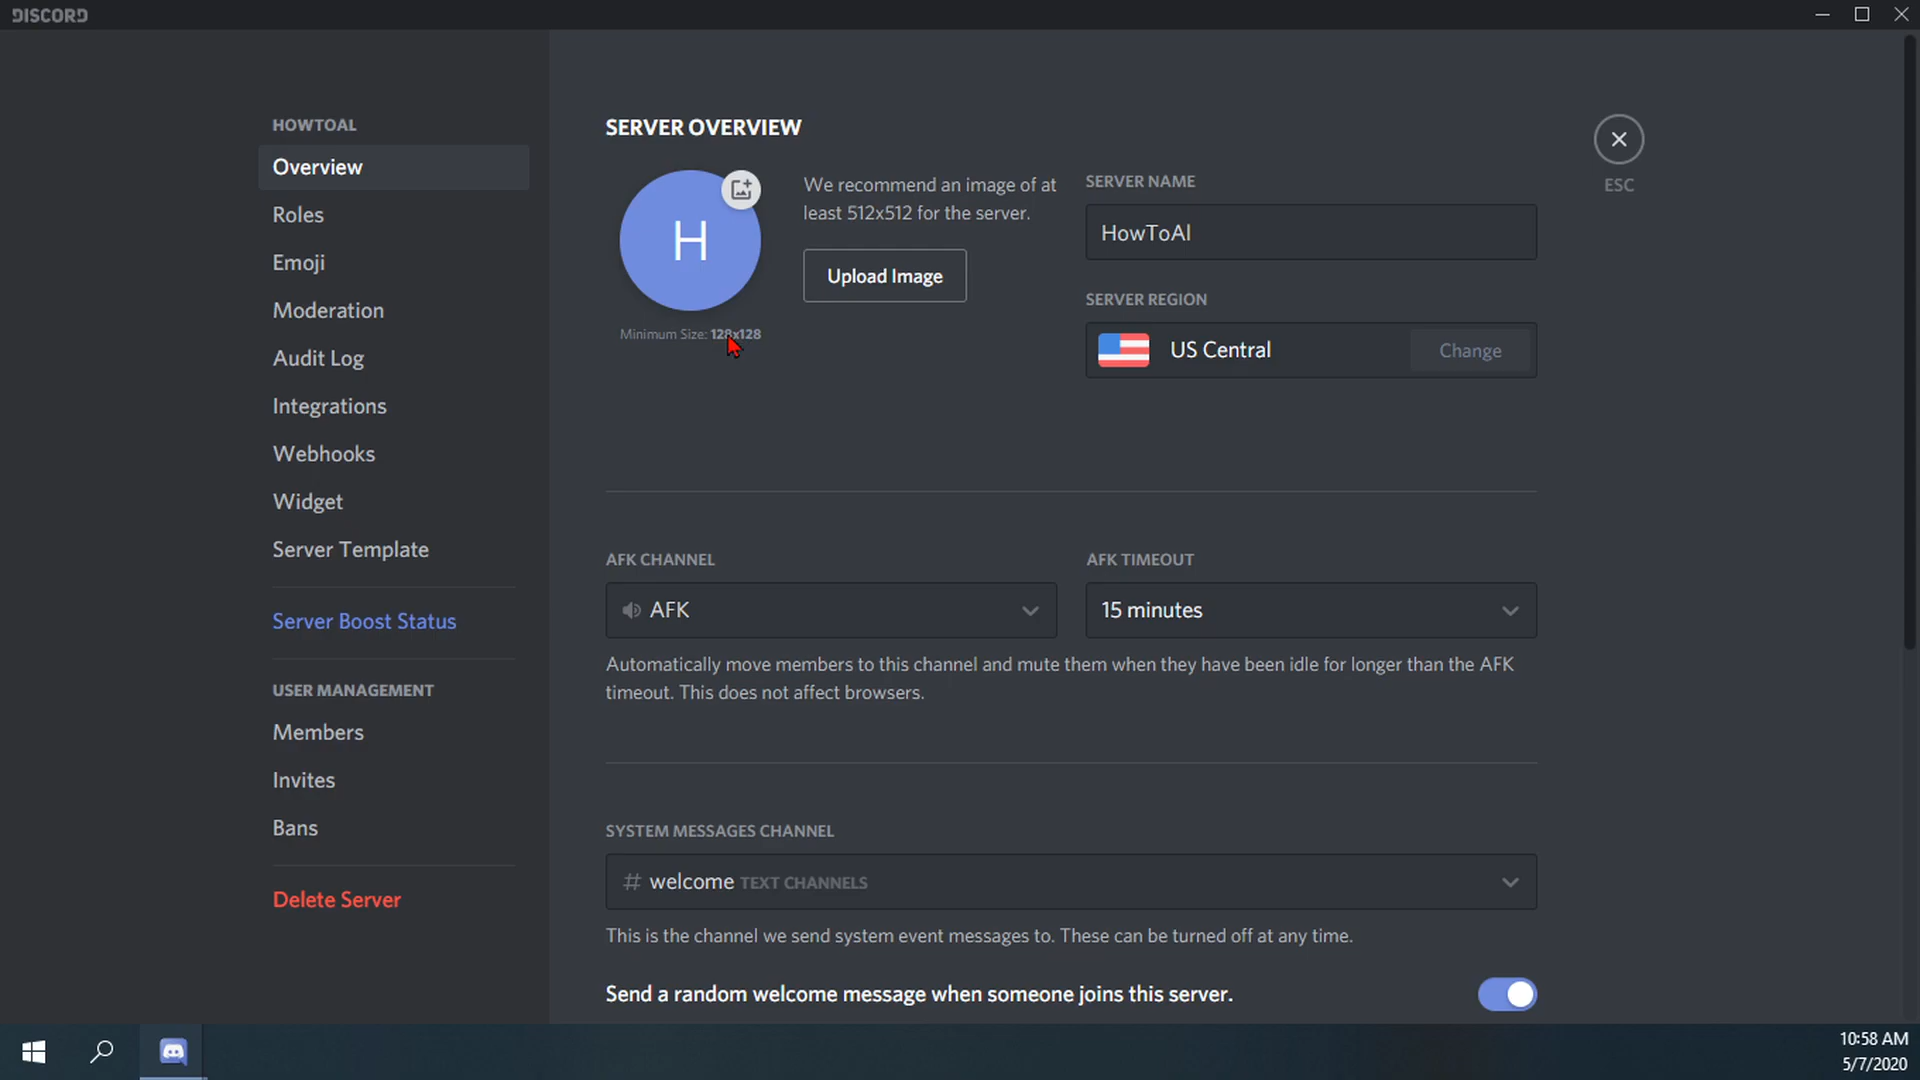 DISCORD
HOWTOAL
Overview
Roles
Emoji
Moderation
Audit Log
Integrations
Webhooks
Widget
Server Template
Server Boost Status
USER MANAGEMENT
Members
Invites
Bans
Delete Server
SERVER OVERVIEW
H
Minimum Size: 128x128
We recommend an image of at
least 512x512 for the server.
Upload Image
SERVER NAME
HowToAl
SERVER REGION
US Central
Change
ESC
AFK CHANNEL
AFK
AFK TIMEOUT
15 minutes
Automatically move members to this channel and mute them when they have been idle for longer than the AFK
timeout. This does not affect browsers.
SYSTEM MESSAGES CHANNEL
# welcome TEXT CHANNELS
This is the channel we send system event messages to. These can be turned off at any time.
Send a random welcome message when someone joins this server.
10:58 AM
5/7/2020